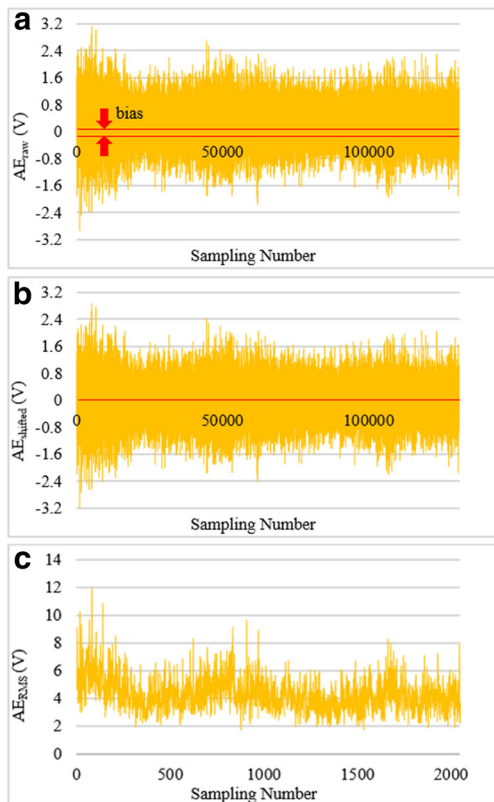 a
3.2
2.4
1.6
0.8
0
-0.8
-1.6
-2.4
-3.2
AEraw (V)
bias
0 50000 100000
Sampling Number
b
3.2
2.4
1.6
0.8
0
-0.8
-1.6
-2.4
-3.2
AEshifted (V)
0 50000 100000
Sampling Number
c
14
12
10
8
6
4
2
0
AERMS (V)
0 500 1000 1500 2000
Sampling Number